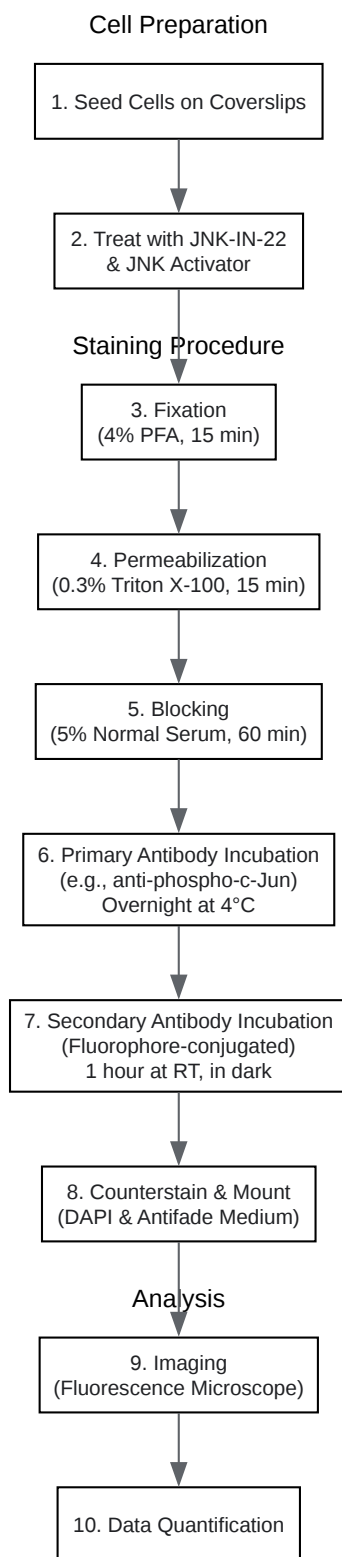 Cell Preparation
1. Seed Cells on Coverslips
2. Treat with JNK-IN-22
& JNK Activator
Staining Procedure
3. Fixation
(4% PFA, 15 min)
4. Permeabilization
(0.3% Triton X-100, 15 min)
5. Blocking
(5% Normal Serum, 60 min)
6. Primary Antibody Incubation
(e.g., anti-phospho-c-Jun)
Overnight at 4°C
7. Secondary Antibody Incubation
(Fluorophore-conjugated)
1 hour at RT, in dark
8. Counterstain & Mount
(DAPI & Antifade Medium)
Analysis
9. Imaging
(Fluorescence Microscope)
10. Data Quantification